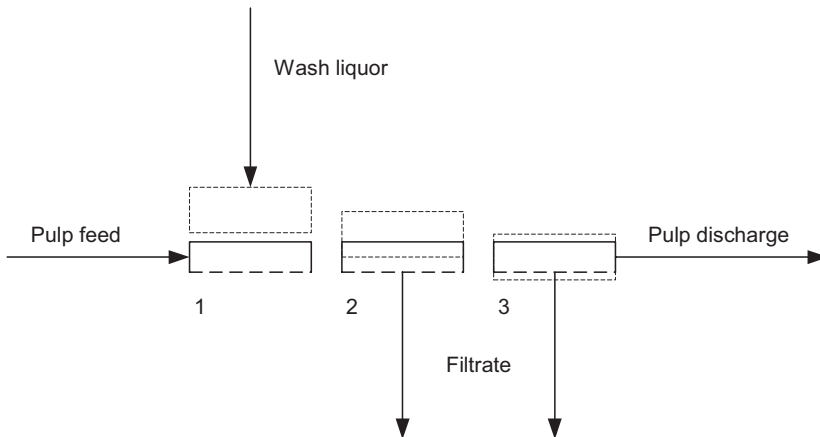 Wash liquor
Pulp feed
Pulp discharge
1
2
3
Filtrate